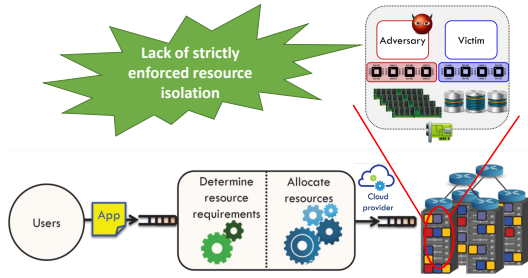 Lack of strictly
enforced resource
isolation
Adversary
Victim
Users
App
Determine
resource
requirements
Allocate
resources
Cloud
provider